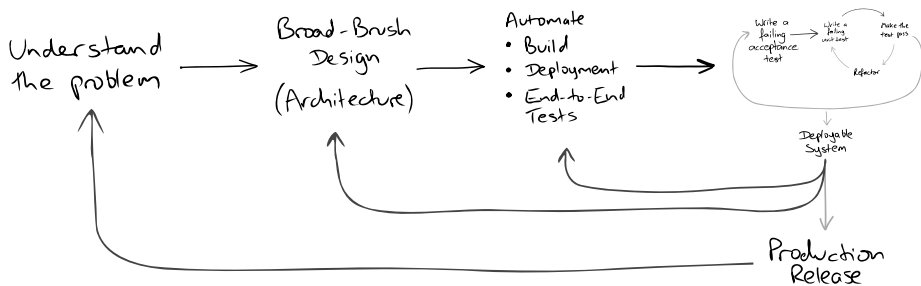 Understand
the problem
Broad-Brush
Design
(Architecture)
Automate
• Build
• Deployment
• End-to-End
Tests
Write a
failing
acceptance
test
Write a
failing
unit test
Make the
test pass
Refactor
Deployable
System
Production
Release